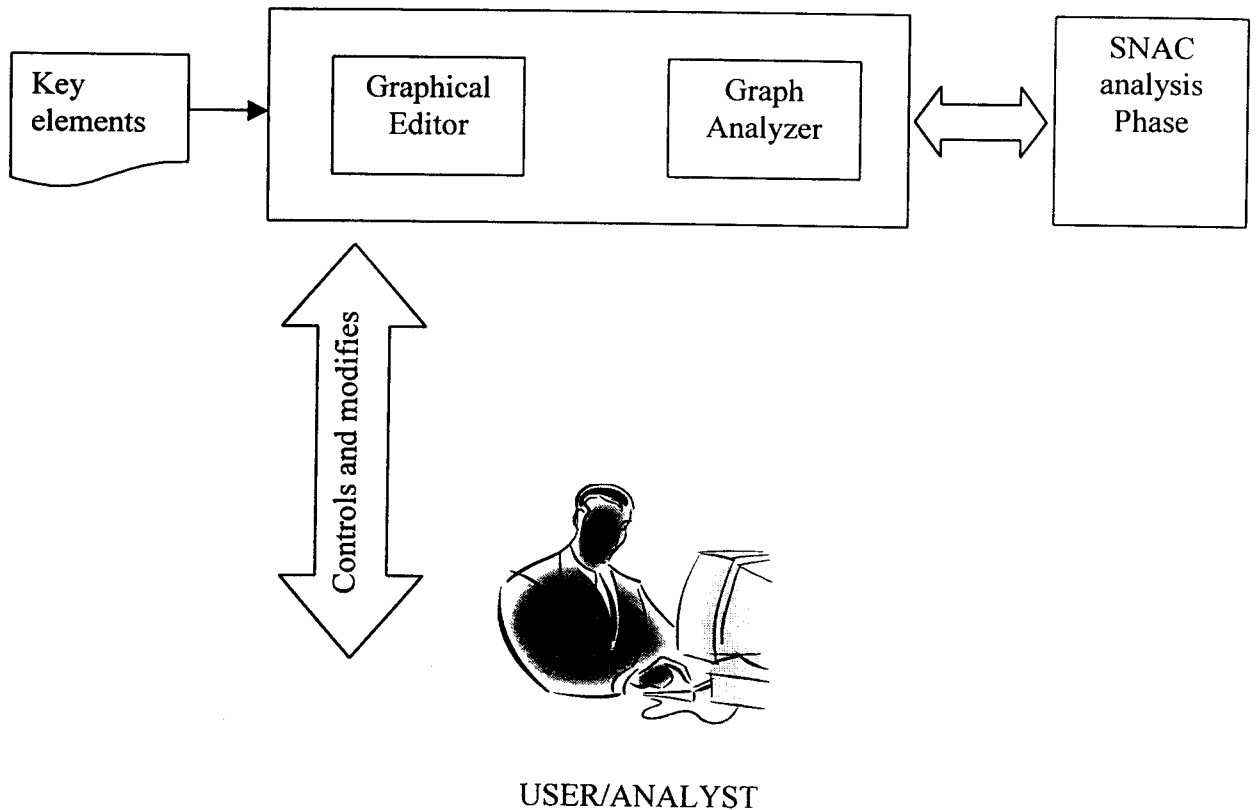 Key
elements
Graphical
Editor
Graph
Analyzer
SNAC
analysis
Phase
Controls and modifies
USER/ANALYST